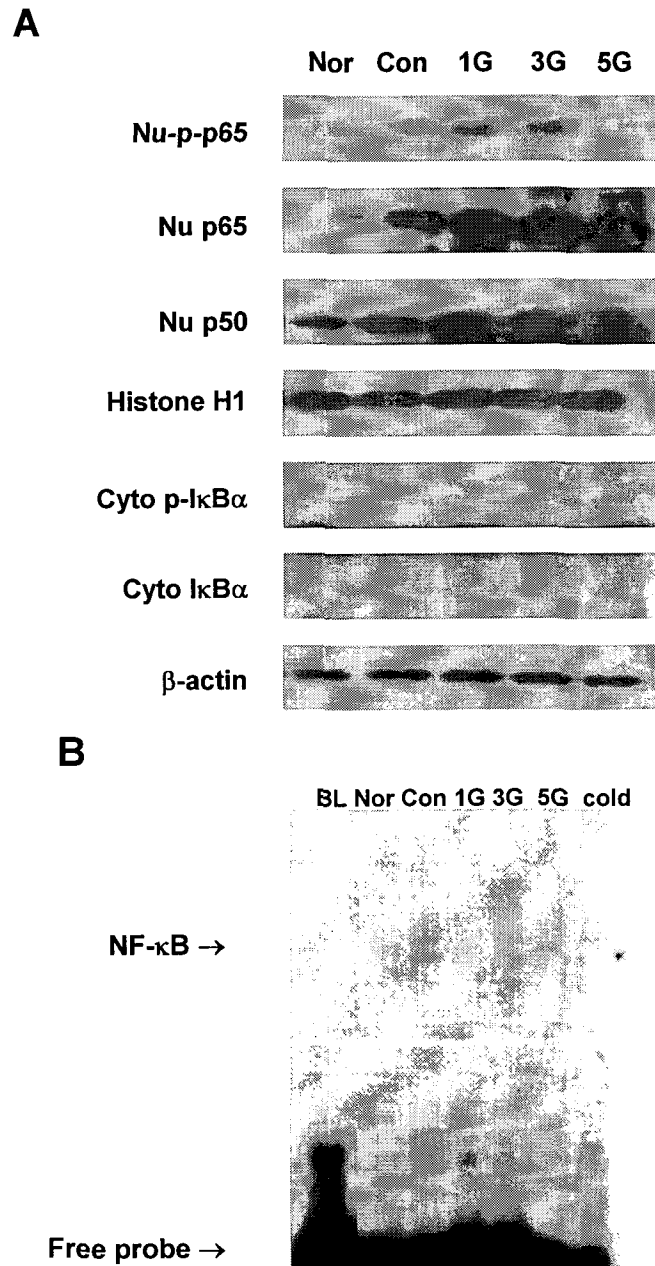 A
Nor Con 1G 3G 5G
Nu-p-p65
Nu p65
Nu p50
Histone H1
Cyto p-IκBα
Cyto IκBα
β-actin
B
BL Nor Con 1G 3G 5G cold
NF-κB →
Free probe →